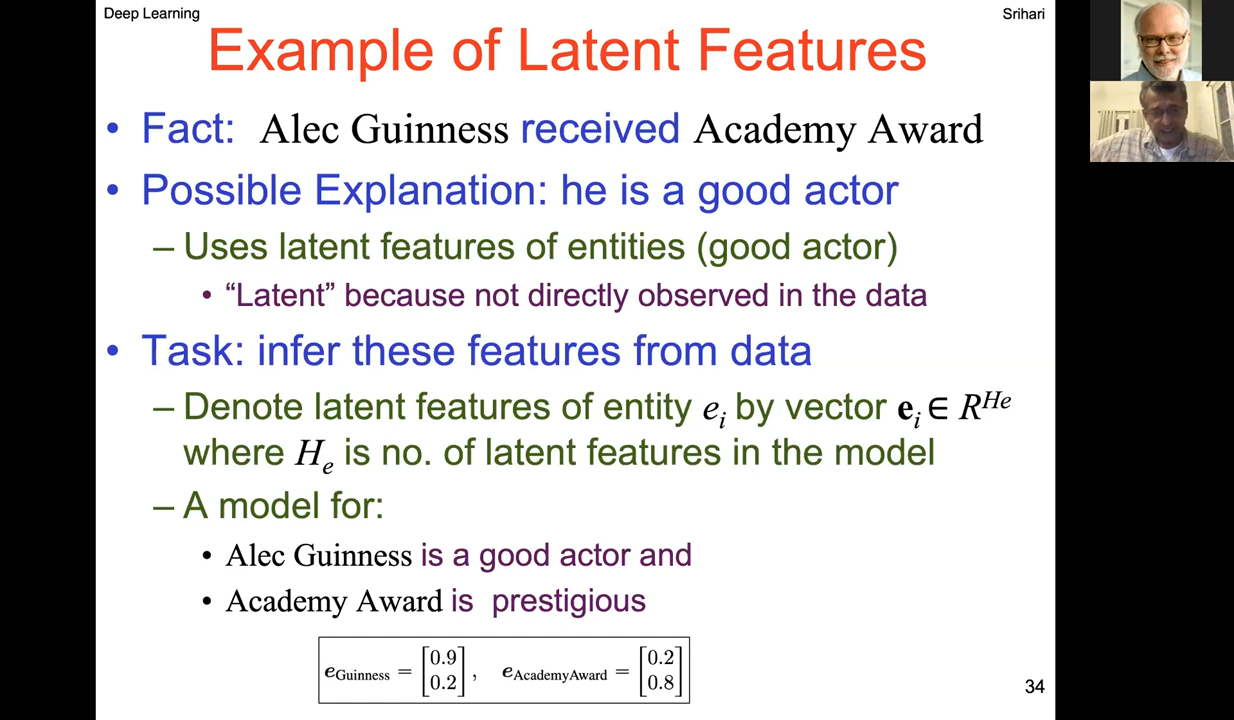 Deep Learning
Srihari
Example of Latent Features
• Fact: Alec Guinness received Academy Award
• Possible Explanation: he is a good actor
– Uses latent features of entities (good actor)
• “Latent” because not directly observed in the data
• Task: infer these features from data
– Denote latent features of entity eᵢ by vector 𝐞ᵢ ∈ R^He
where Hₑ is no. of latent features in the model
– A model for:
• Alec Guinness is a good actor and
• Academy Award is prestigious
e_Guinness = [0.9 0.2], e_AcademyAward = [0.2 0.8]
34